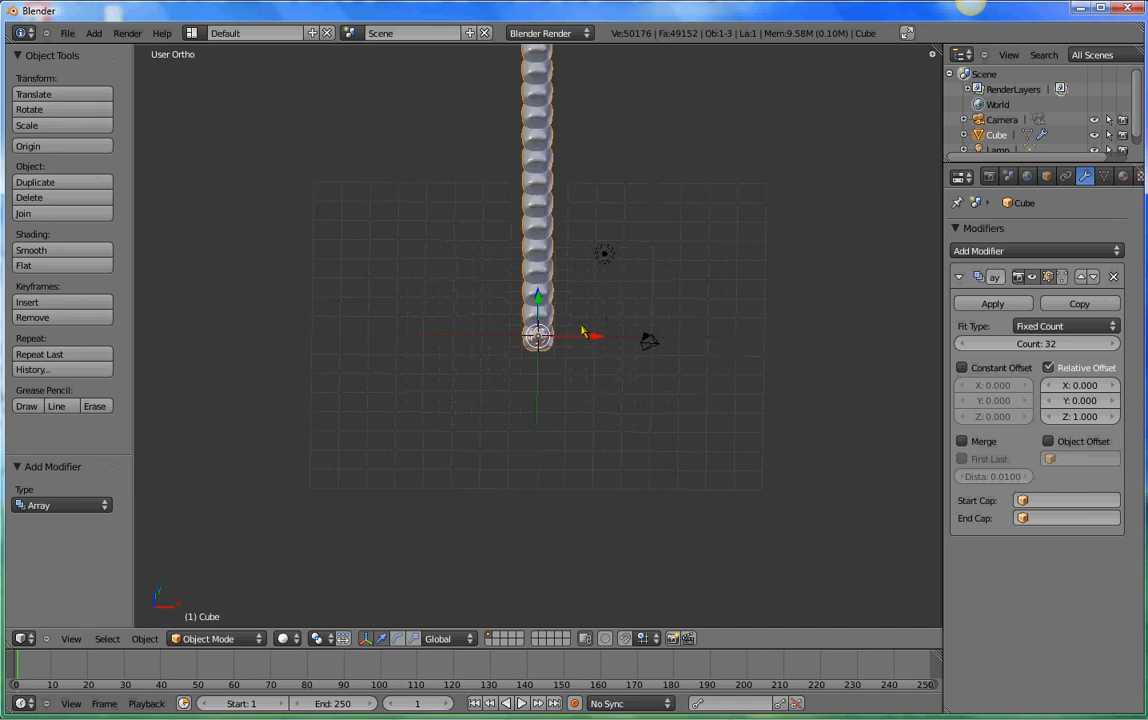 Blender
File Add Render Help Default Scene Blender Render Ve:50176 | Fa:49152 | Ob:1-3 | La:1 | Mem:9.58M (0.10M) | Cube
Object Tools
Transform:
Translate
Rotate
Scale
Origin
Object:
Duplicate
Delete
Join
Shading:
Smooth
Flat
Keyframes:
Insert
Remove
Repeat:
Repeat Last
History...
Grease Pencil:
Draw Line Erase
Add Modifier
Type
Array
User Ortho
(1) Cube
View Search All Scenes
Scene
RenderLayers
World
Camera
Cube
Lamp
Cube
Modifiers
Add Modifier
ay
Apply Copy
Fit Type: Fixed Count
Count: 32
Constant Offset Relative Offset
X: 0.000 X: 0.000
Y: 0.000 Y: 0.000
Z: 0.000 Z: 1.000
Merge Object Offset
First Last
Dista: 0.0100
Start Cap:
End Cap:
View Select Object Object Mode Global
0 10 20 30 40 50 60 70 80 90 100 110 120 130 140 150 160 170 180 190 200 210 220 230 240 250
View Frame Playback Start: 1 End: 250 1 No Sync